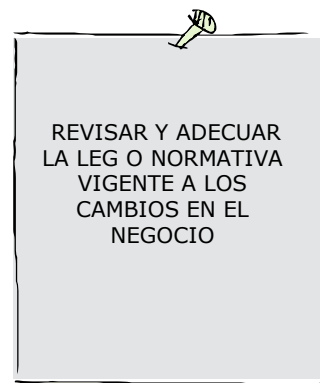 REVISAR Y ADECUAR
LA LEG O NORMATIVA
VIGENTE A LOS
CAMBIOS EN EL
NEGOCIO